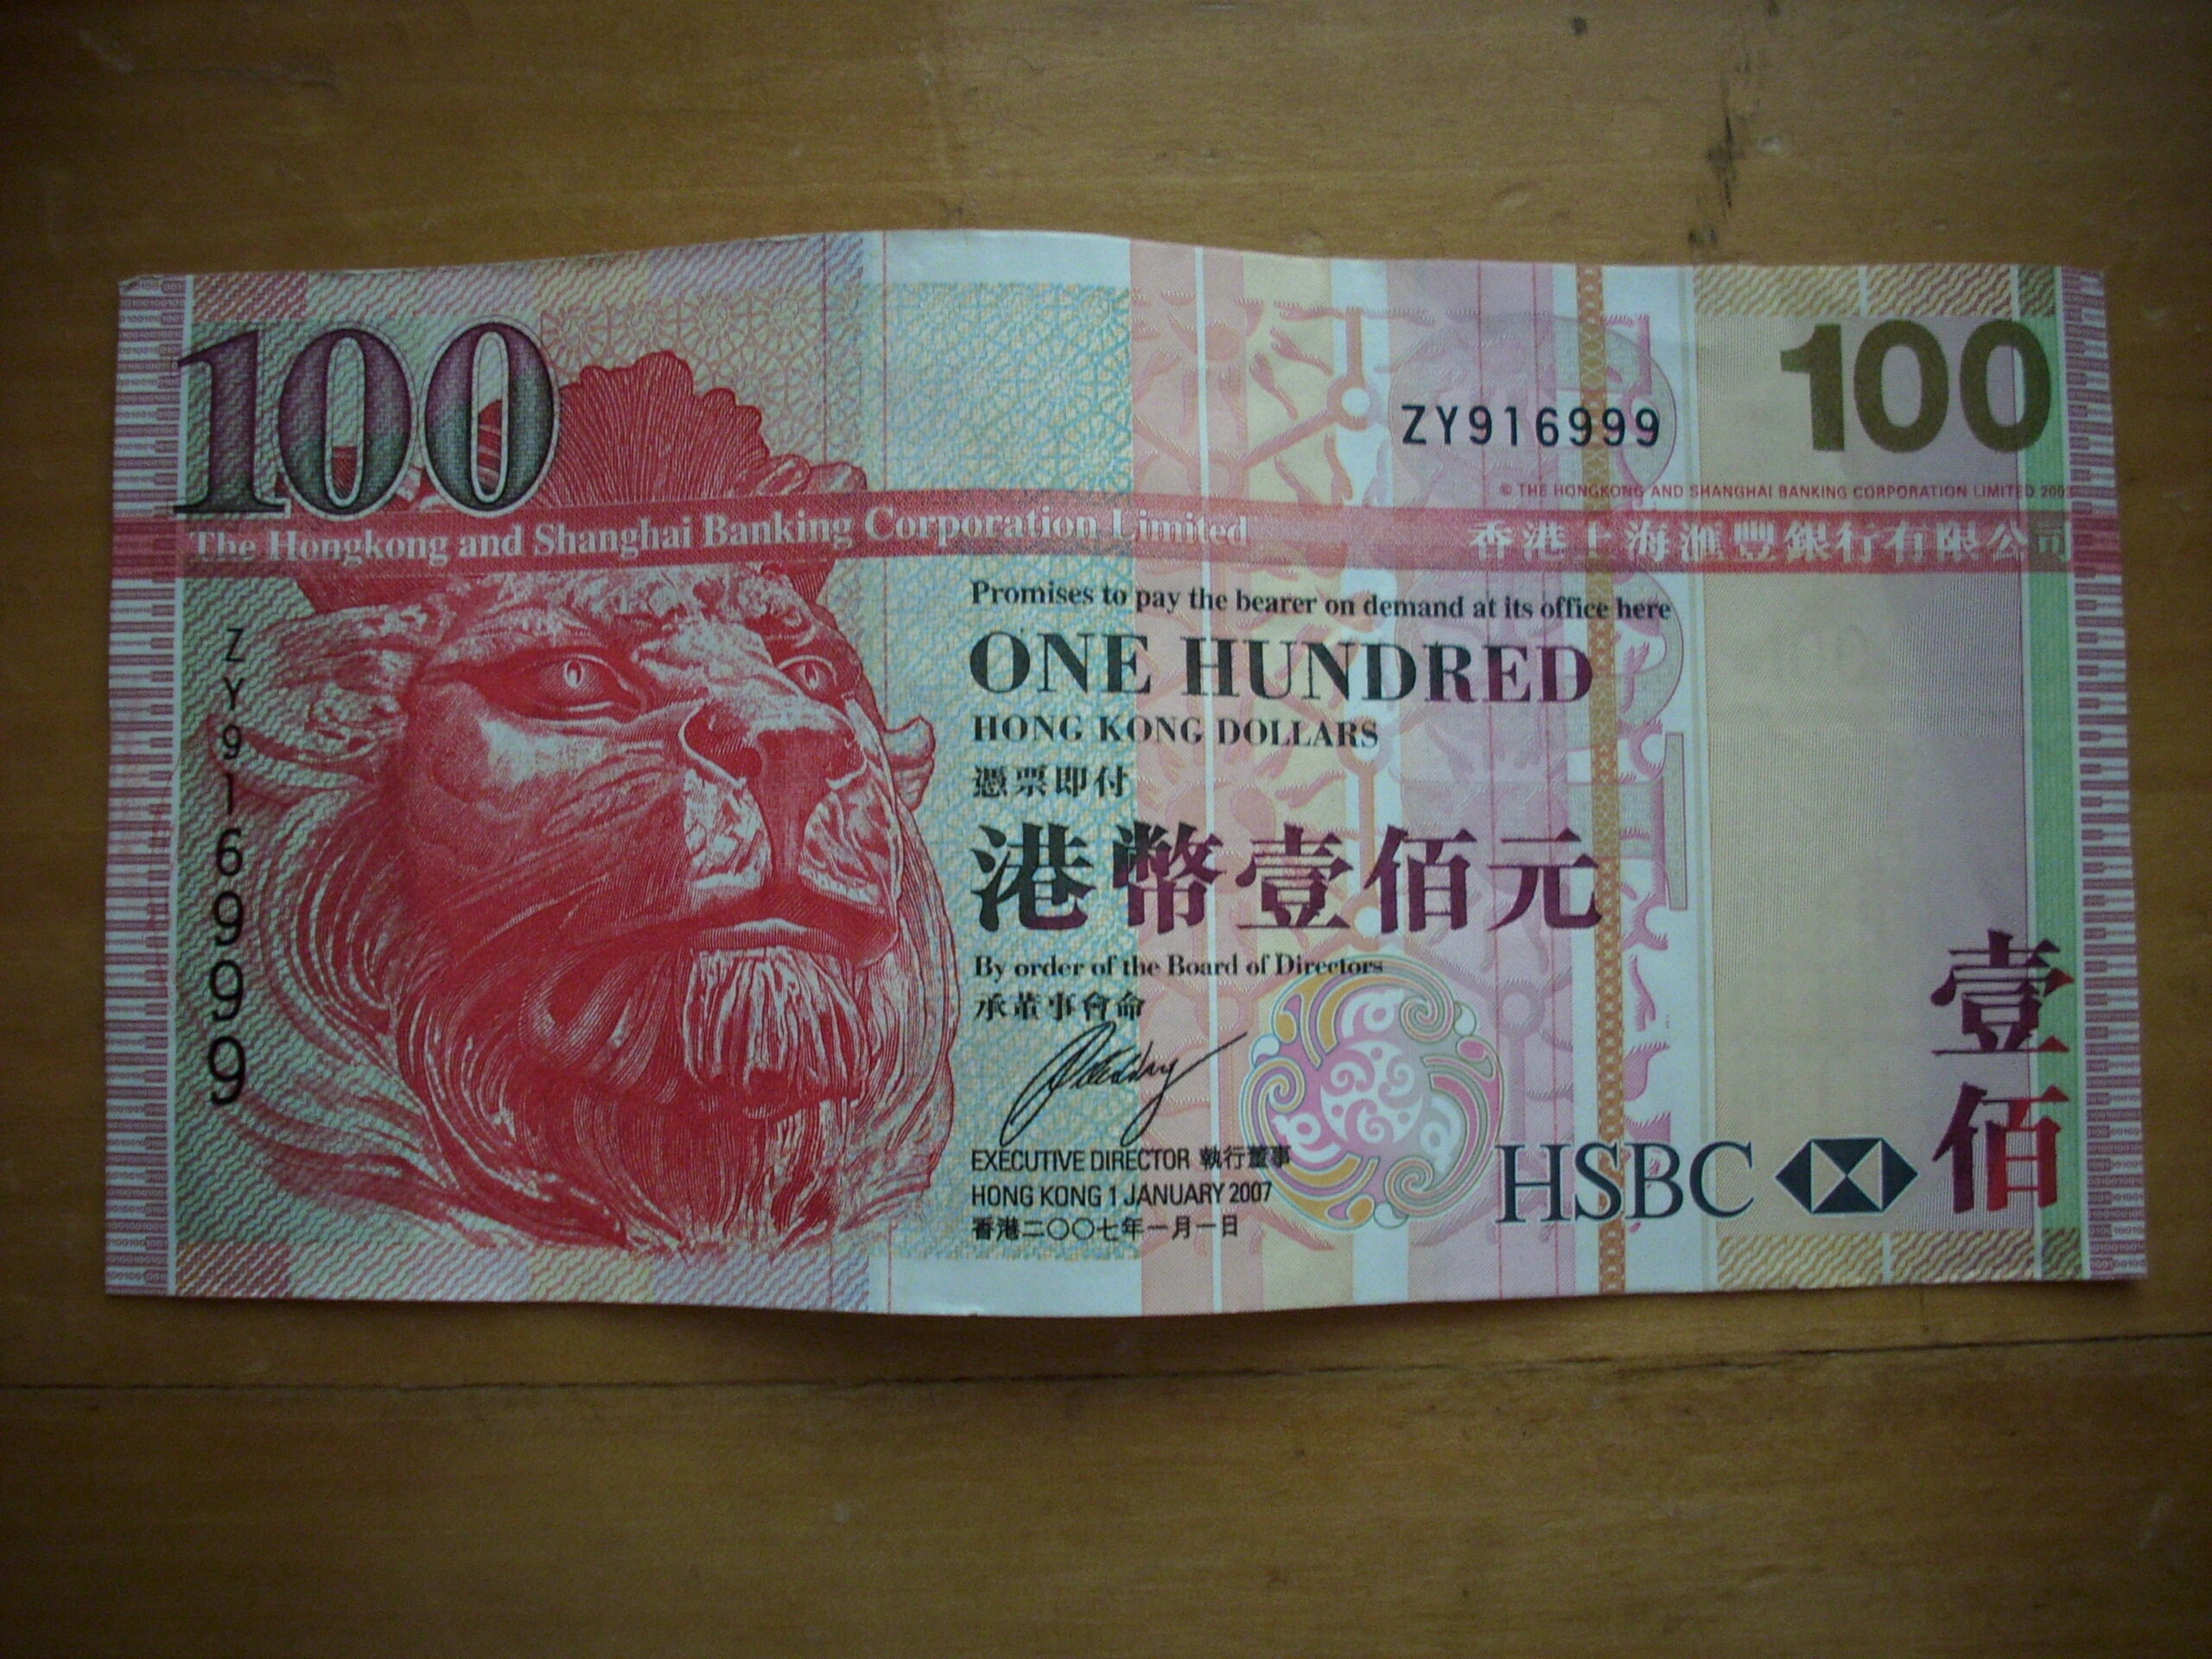 100
ZY916999
100
© THE HONGKONG AND SHANGHAI BANKING CORPORATION LIMITED
The Hongkong and Shanghai Banking Corporation Limited
香港上海滙豐銀行有限公司
Promises to pay the bearer on demand at its office here
ONE HUNDRED
HONG KONG DOLLARS
憑票即付
港幣壹佰元
By order of the Board of Directors
承董事會命
EXECUTIVE DIRECTOR 執行董事
HONG KONG 1 JANUARY 2007
香港二〇〇七年一月一日
ZY916999
HSBC
壹佰